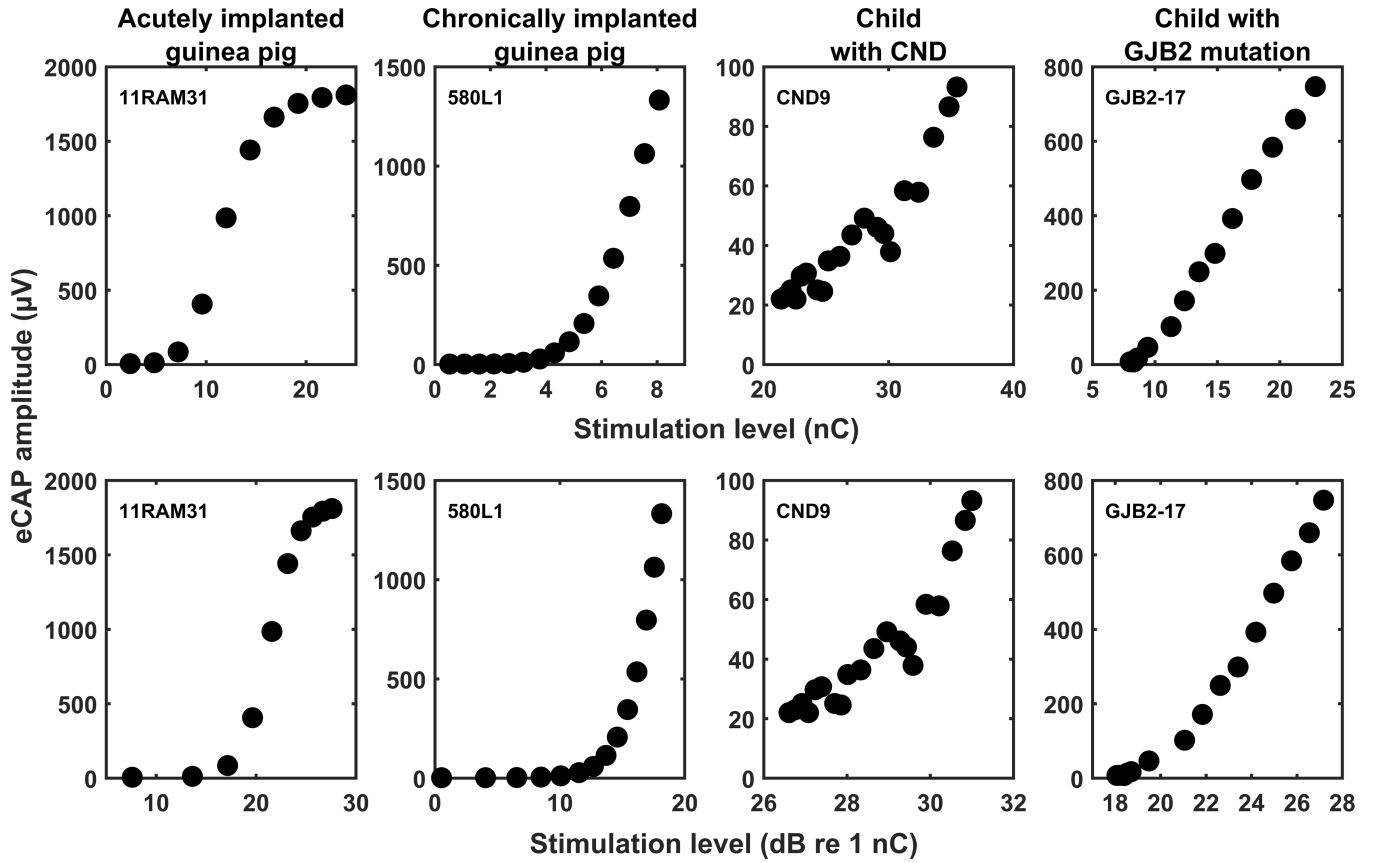 Acutely implanted
guinea pig
Chronically implanted
guinea pig
Child
with CND
Child with
GJB2 mutation
eCAP amplitude (µV)
11RAM31
2000
1500
1000
500
0
0 10 20
580L1
1500
1000
500
0
0 2 4 6 8
CND9
100
80
60
40
20
0
20 30 40
GJB2-17
800
600
400
200
0
5 10 15 20 25
Stimulation level (nC)
11RAM31
2000
1500
1000
500
0
10 20 30
580L1
1500
1000
500
0
0 10 20
CND9
100
80
60
40
20
0
26 28 30 32
GJB2-17
800
600
400
200
0
18 20 22 24 26 28
Stimulation level (dB re 1 nC)